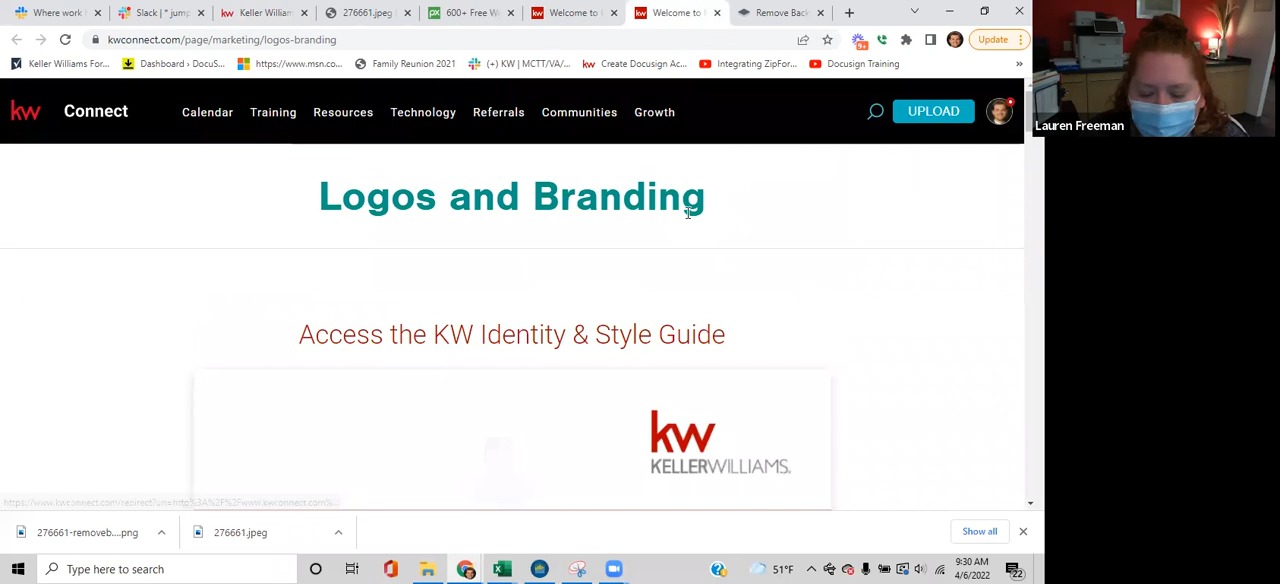 Where work
Slack | * jump
Keller William
276661.jpeg
600+ Free W
Welcome to
Welcome to
Remove Back
kwconnect.com/page/marketing/logos-branding
9+
Update
Keller Williams For...
Dashboard › DocuS...
https://www.msn.co...
Family Reunion 2021
(+) KW | MCTT/VA/...
Create Docusign Ac...
Integrating ZipFor...
Docusign Training
»
kw Connect
Calendar
Training
Resources
Technology
Referrals
Communities
Growth
UPLOAD
Lauren Freeman
Logos and Branding
Access the KW Identity & Style Guide
kw
KELLERWILLIAMS.
276661-removeb....png
276661.jpeg
Show all
Type here to search
51°F
9:30 AM
4/6/2022
22